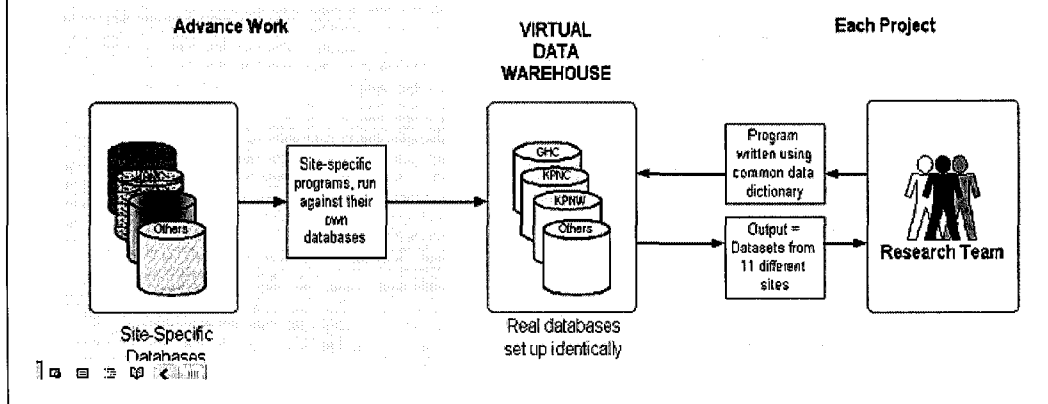 Advance Work
VIRTUAL
DATA
WAREHOUSE
Each Project
Others
Site-specific
programs, run
against their
own
databases
GHC
KPNC
KPNW
Others
Program
written using
common data
dictionary
Output =
Datasets from
11 different
sites
Research Team
Site-Specific
Databases
Real databases
set up identically